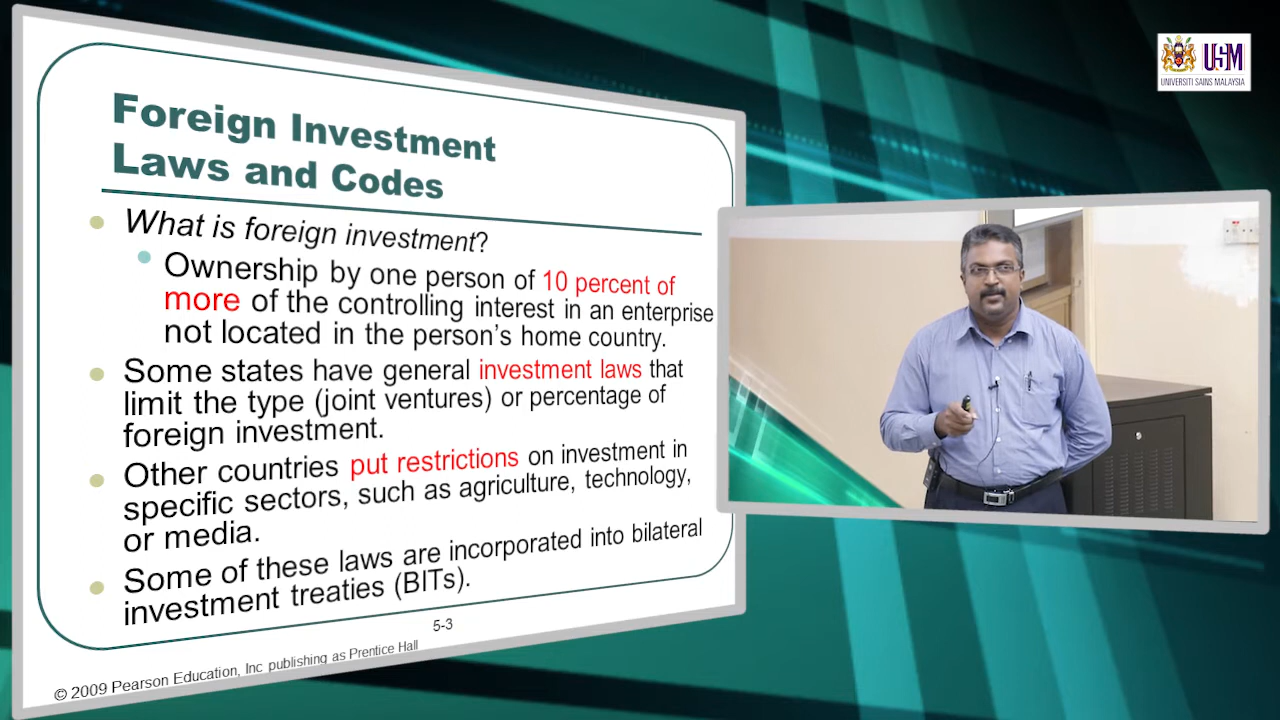 USM
UNIVERSITI SAINS MALAYSIA
Foreign Investment
Laws and Codes
What is foreign investment?
Ownership by one person of 10 percent of
more of the controlling interest in an enterprise
not located in the person's home country.
Some states have general investment laws that
limit the type (joint ventures) or percentage of
foreign investment.
Other countries put restrictions on investment in
specific sectors, such as agriculture, technology,
or media.
Some of these laws are incorporated into bilateral
investment treaties (BITs).
5-3
© 2009 Pearson Education, Inc publishing as Prentice Hall